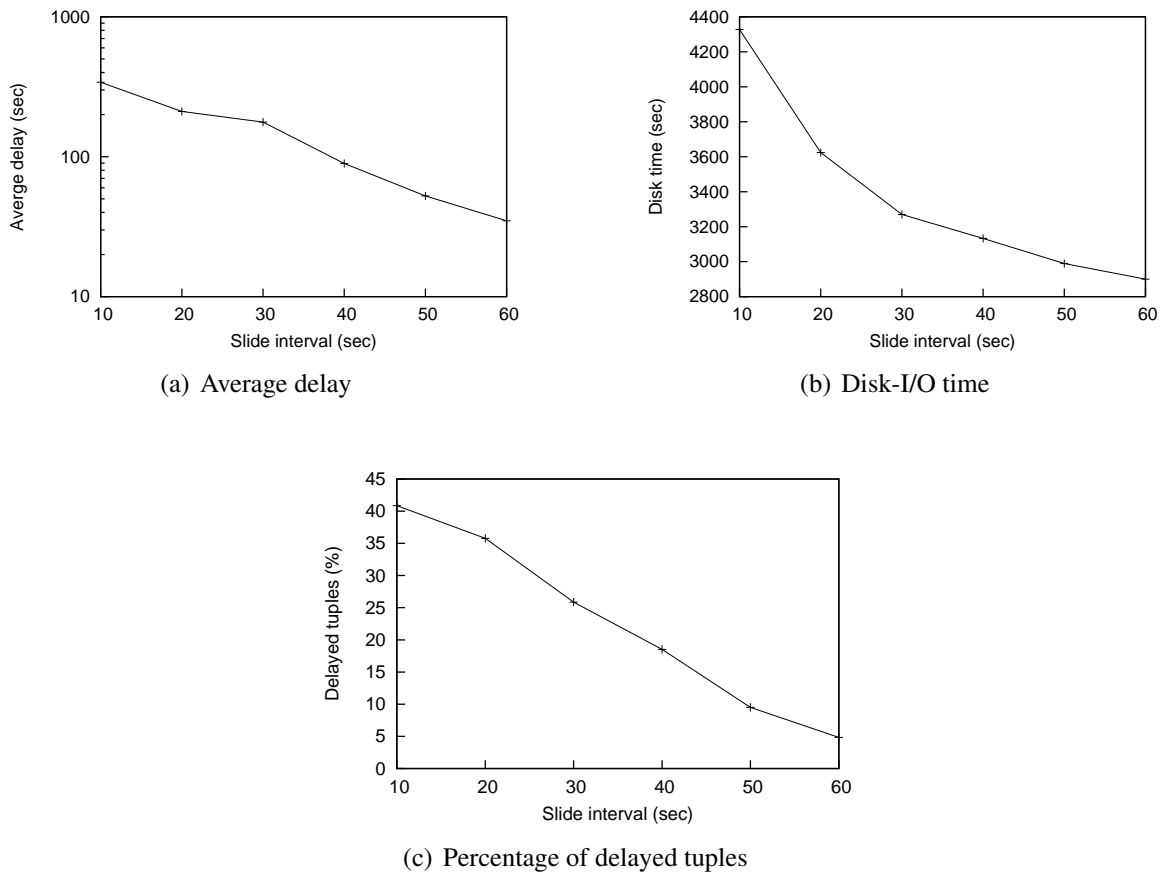 1000
100
10
10 20 30 40 50 60
Averge delay (sec)
Slide interval (sec)
(a) Average delay
4400
4200
4000
3800
3600
3400
3200
3000
2800
10 20 30 40 50 60
Disk time (sec)
Slide interval (sec)
(b) Disk-I/O time
45
40
35
30
25
20
15
10
5
0
10 20 30 40 50 60
Delayed tuples (%)
Slide interval (sec)
(c) Percentage of delayed tuples